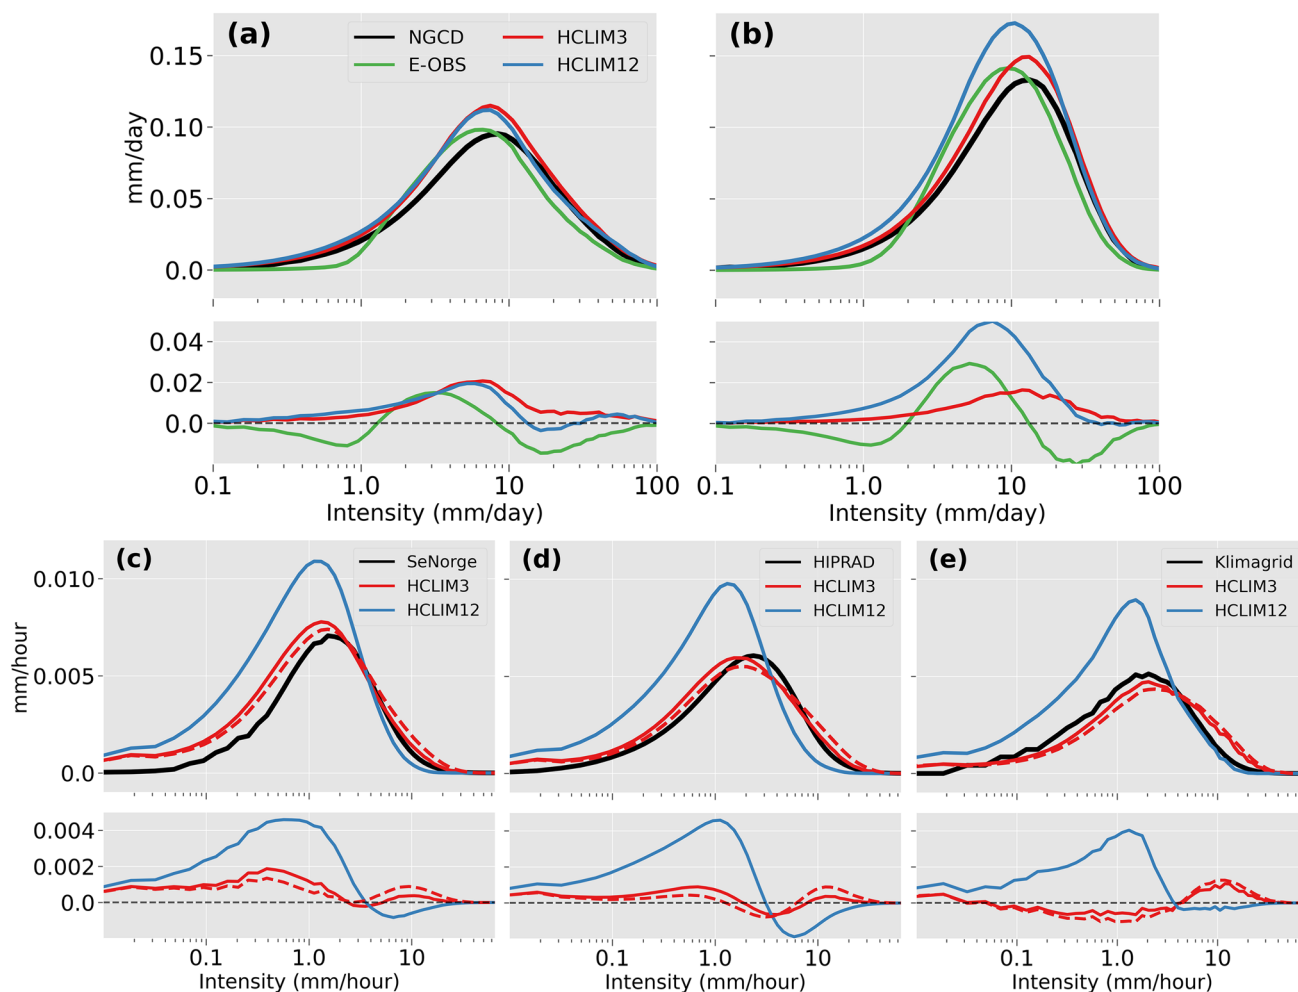 (a)
NGCD
E-OBS
HCLIM3
HCLIM12
(b)
mm/day
0.15
0.10
0.05
0.0
0.04
0.02
0.0
0.1
1.0
10
100
Intensity (mm/day)
0.1
1.0
10
100
Intensity (mm/day)
(c)
SeNorge
HCLIM3
HCLIM12
(d)
HIPRAD
HCLIM3
HCLIM12
(e)
Klimagrid
HCLIM3
HCLIM12
mm/hour
0.010
0.005
0.0
0.004
0.002
0.0
0.1
1.0
10
Intensity (mm/hour)
0.1
1.0
10
Intensity (mm/hour)
0.1
1.0
10
Intensity (mm/hour)